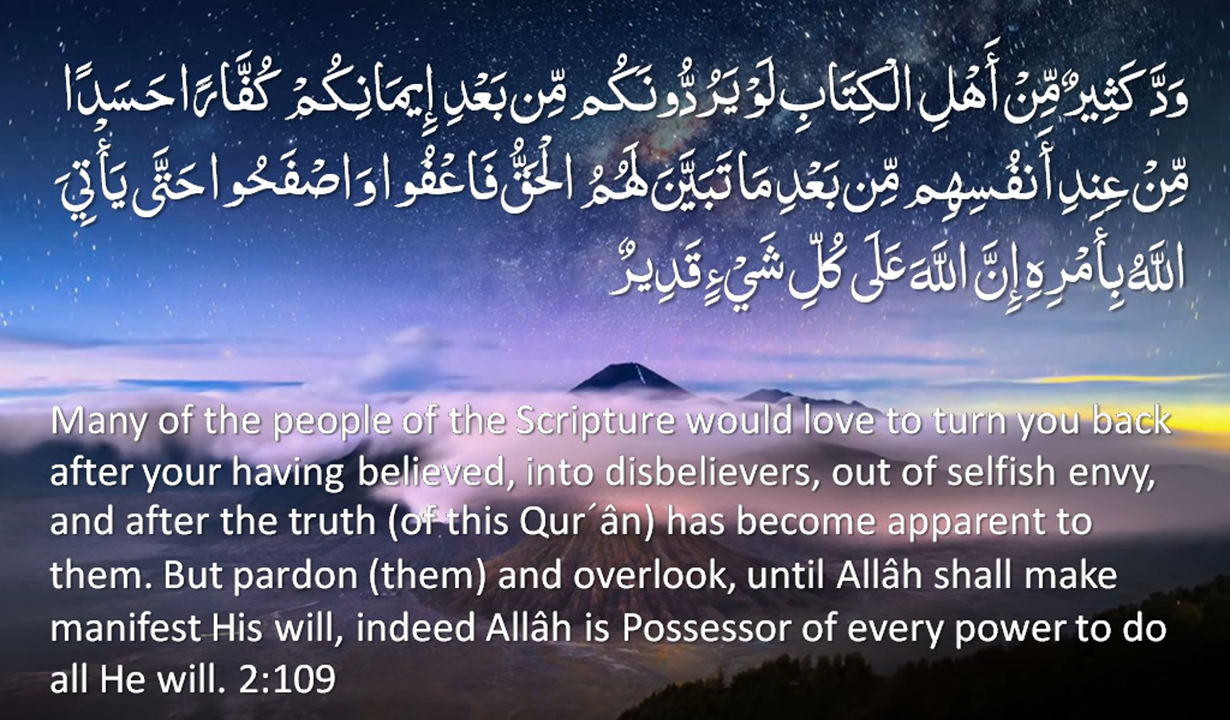 وَدَّ كَثِيرٌ مِّنْ أَهْلِ الْكِتَابِ لَوْ يَرُدُّونَكُم مِّن بَعْدِ إِيمَانِكُمْ كُفَّارًا حَسَدًا
مِّنْ عِندِ أَنفُسِهِم مِّن بَعْدِ مَا تَبَيَّنَ لَهُمُ الْحَقُّ فَاعْفُوا وَاصْفَحُوا حَتَّى يَأْتِيَ
اللَّهُ بِأَمْرِهِ إِنَّ اللَّهَ عَلَى كُلِّ شَيْءٍ قَدِيرٌ
Many of the people of the Scripture would love to turn you back
after your having believed, into disbelievers, out of selfish envy,
and after the truth (of this Qur´ân) has become apparent to
them. But pardon (them) and overlook, until Allâh shall make
manifest His will, indeed Allâh is Possessor of every power to do
all He will. 2:109